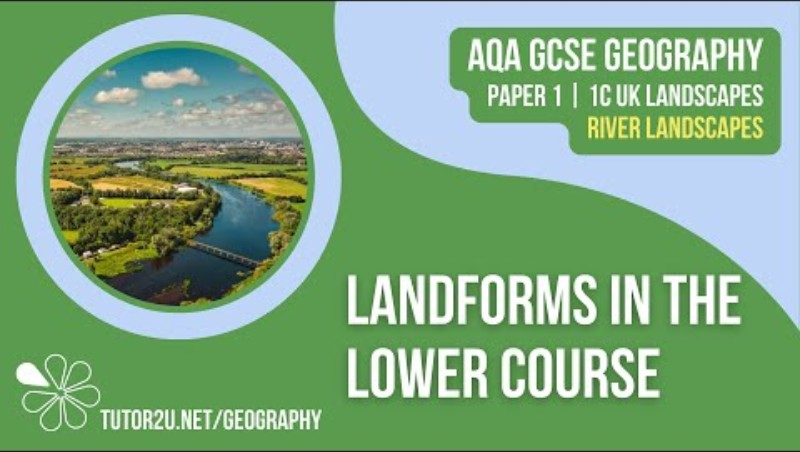 AQA GCSE GEOGRAPHY
PAPER 1 | 1C UK LANDSCAPES
RIVER LANDSCAPES
LANDFORMS IN THE
LOWER COURSE
TUTOR2U.NET/GEOGRAPHY